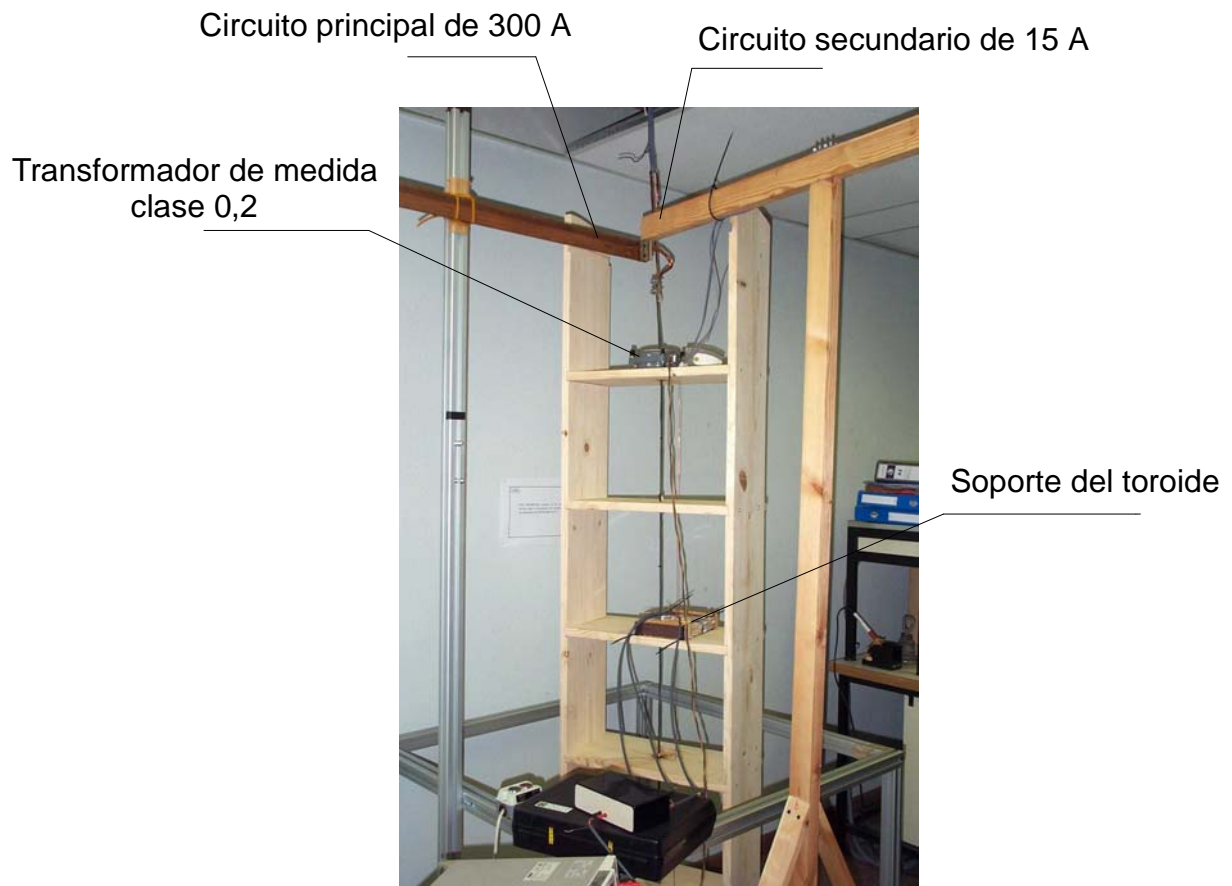 Circuito principal de 300 A
Circuito secundario de 15 A
Transformador de medida
clase 0,2
Soporte del toroide